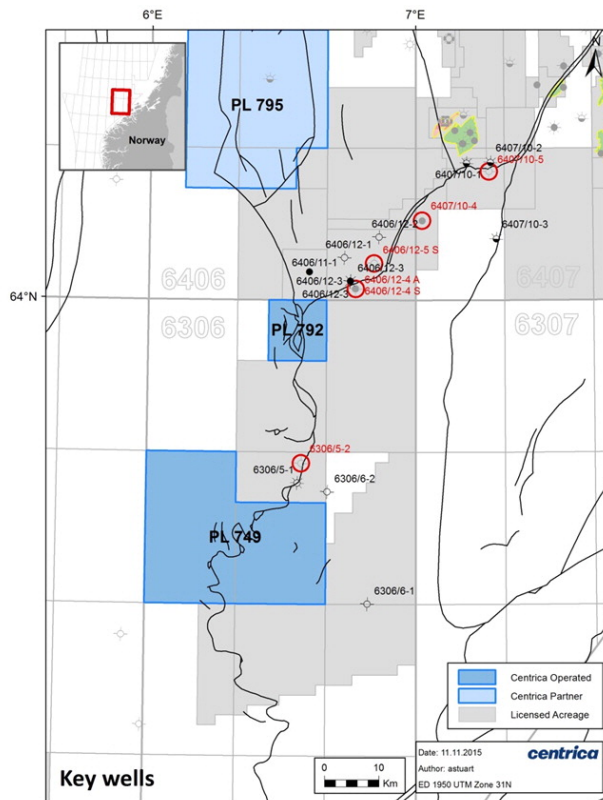 6°E
7°E
N
Norway
PL 795
6407/10-2
6407/10-1
6407/10-5
6407/10-4
6406/12-2
6407/10-3
6406/12-1
6406/12-5 S
6406/11-1
6406/12-3
6406/12-3
6406/12-4 A
6406/12-3
6406/12-4 S
6406
6407
64°N
6306
6307
PL 792
6306/5-2
6306/5-1
6306/6-2
PL 749
6306/6-1
Centrica Operated
Centrica Partner
Licensed Acreage
Key wells
0
10
Km
Date: 11.11.2015
centrica
Author: astuart
ED 1950 UTM Zone 31N